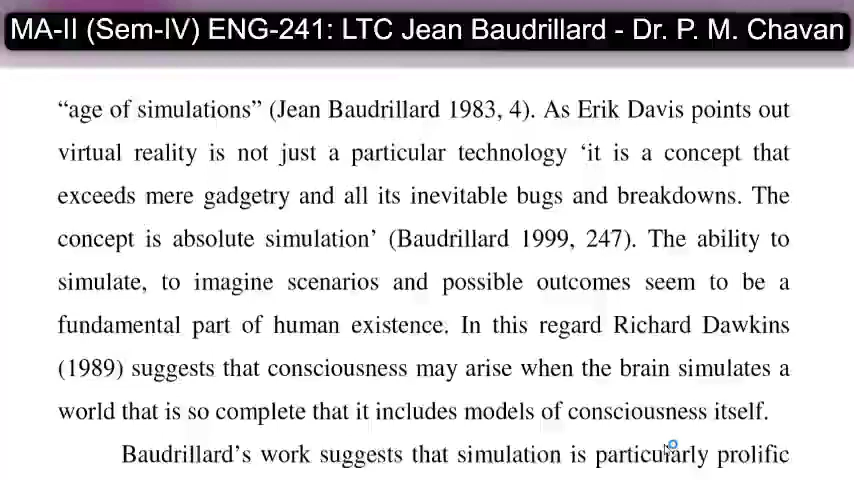 MA-II (Sem-IV) ENG-241: LTC Jean Baudrillard - Dr. P. M. Chavan
“age of simulations” (Jean Baudrillard 1983, 4). As Erik Davis points out
virtual reality is not just a particular technology ‘it is a concept that
exceeds mere gadgetry and all its inevitable bugs and breakdowns. The
concept is absolute simulation’ (Baudrillard 1999, 247). The ability to
simulate, to imagine scenarios and possible outcomes seem to be a
fundamental part of human existence. In this regard Richard Dawkins
(1989) suggests that consciousness may arise when the brain simulates a
world that is so complete that it includes models of consciousness itself.
Baudrillard’s work suggests that simulation is particularly prolific